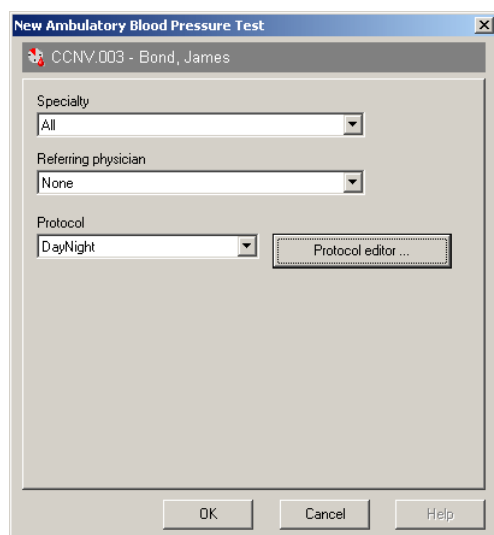 New Ambulatory Blood Pressure Test
CCNV.003 - Bond, James
Specialty
All
Referring physician
None
Protocol
DayNight
Protocol editor ...
OK Cancel Help